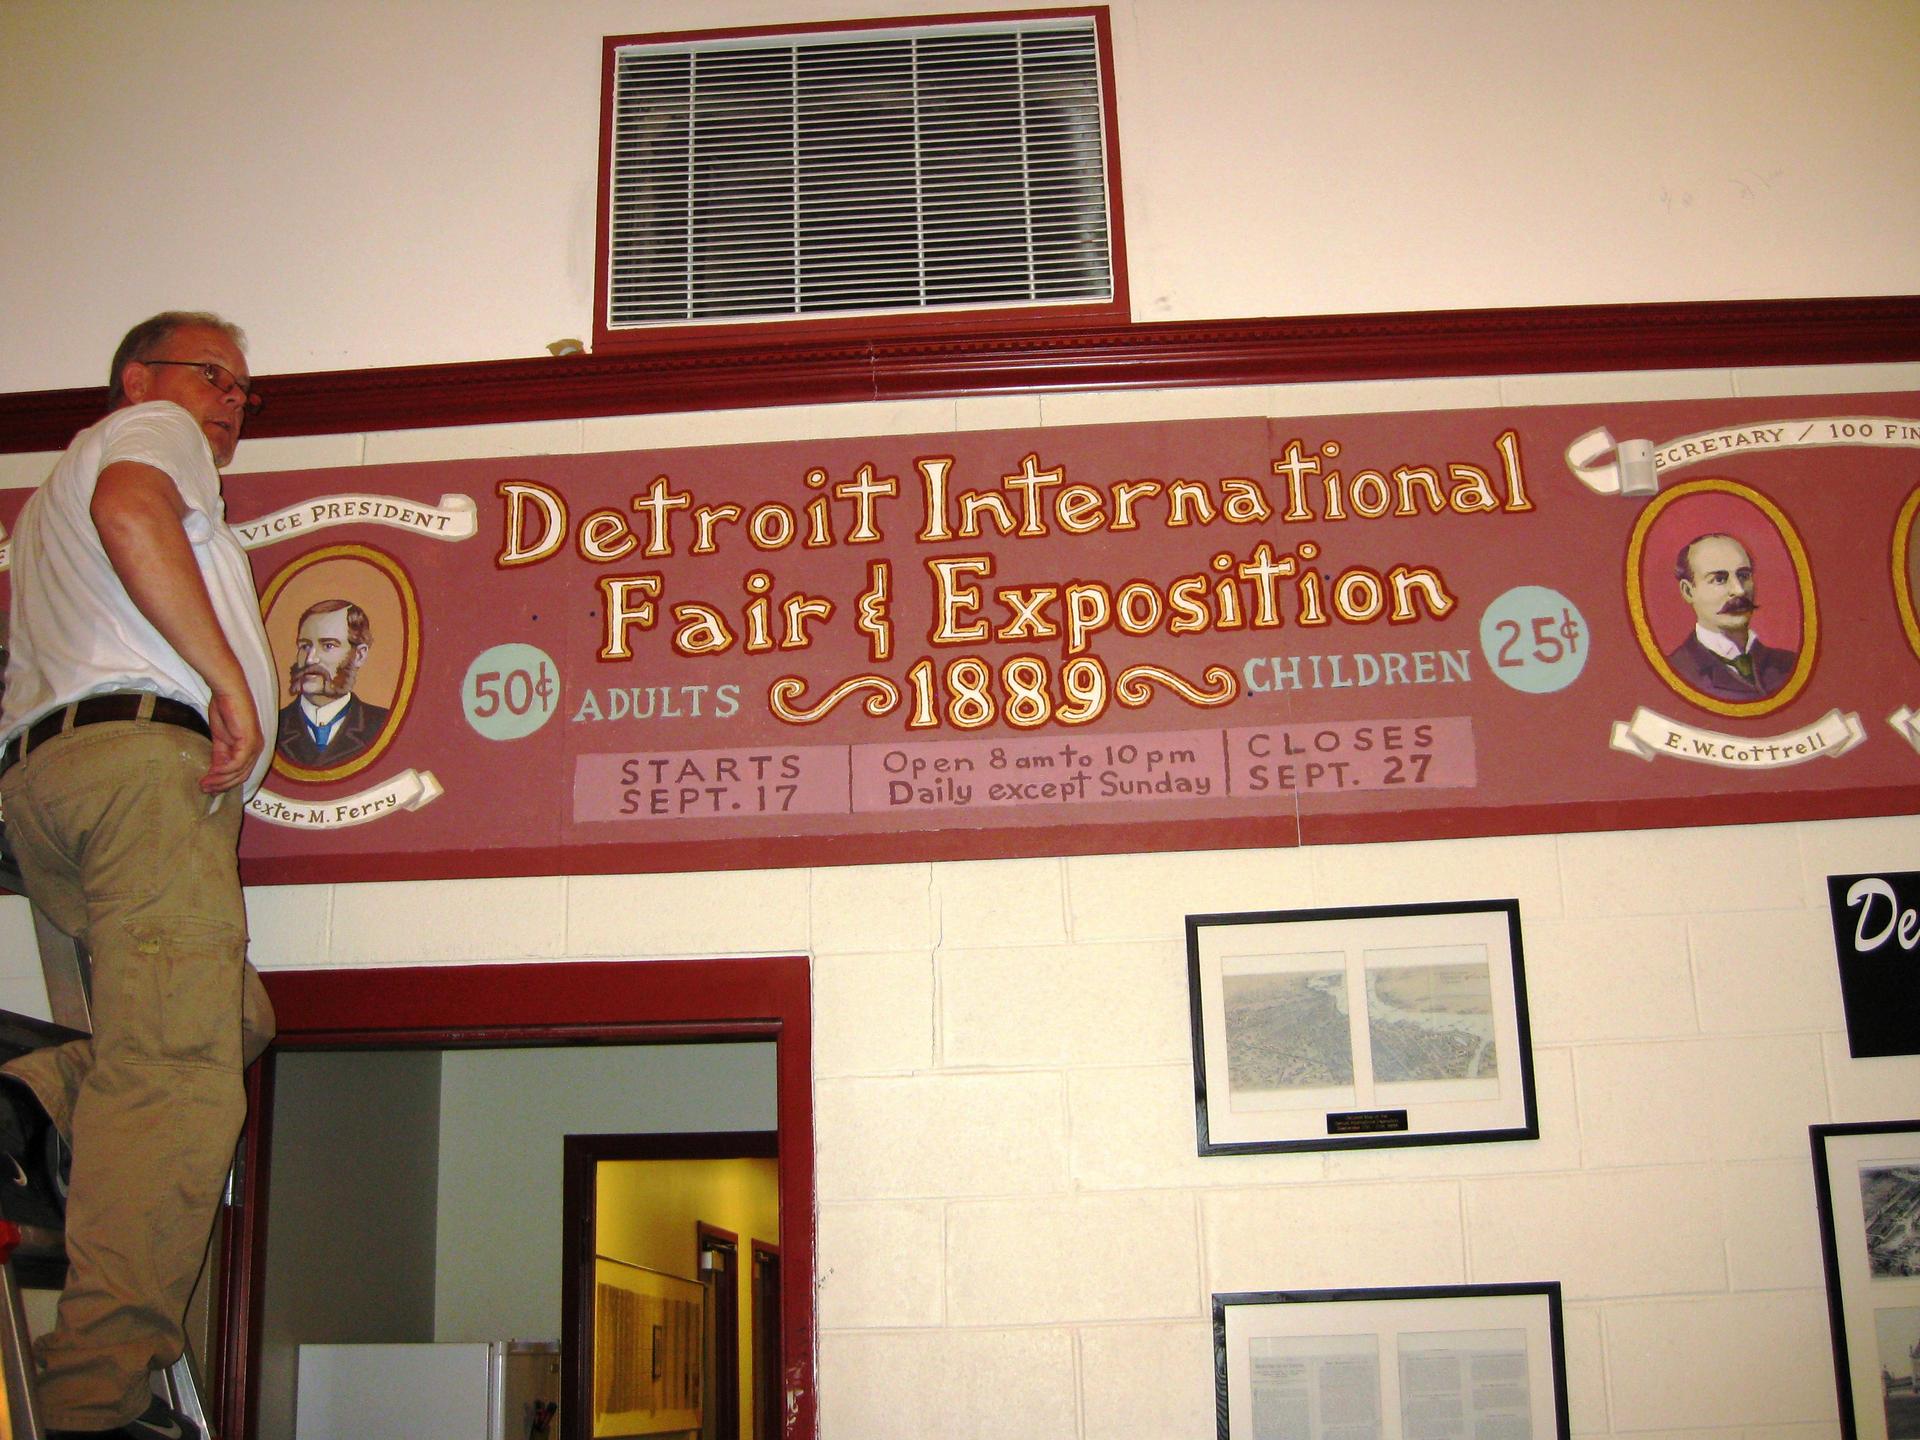 VICE PRESIDENT
Detroit International
Fair & Exposition
1889
50¢ ADULTS
CHILDREN 25¢
STARTS
SEPT. 17
Open 8 am to 10 pm
Daily except Sunday
CLOSES
SEPT. 27
exter M. Ferry
ECRETARY / 100 FIN
E. W. Cottrell
De